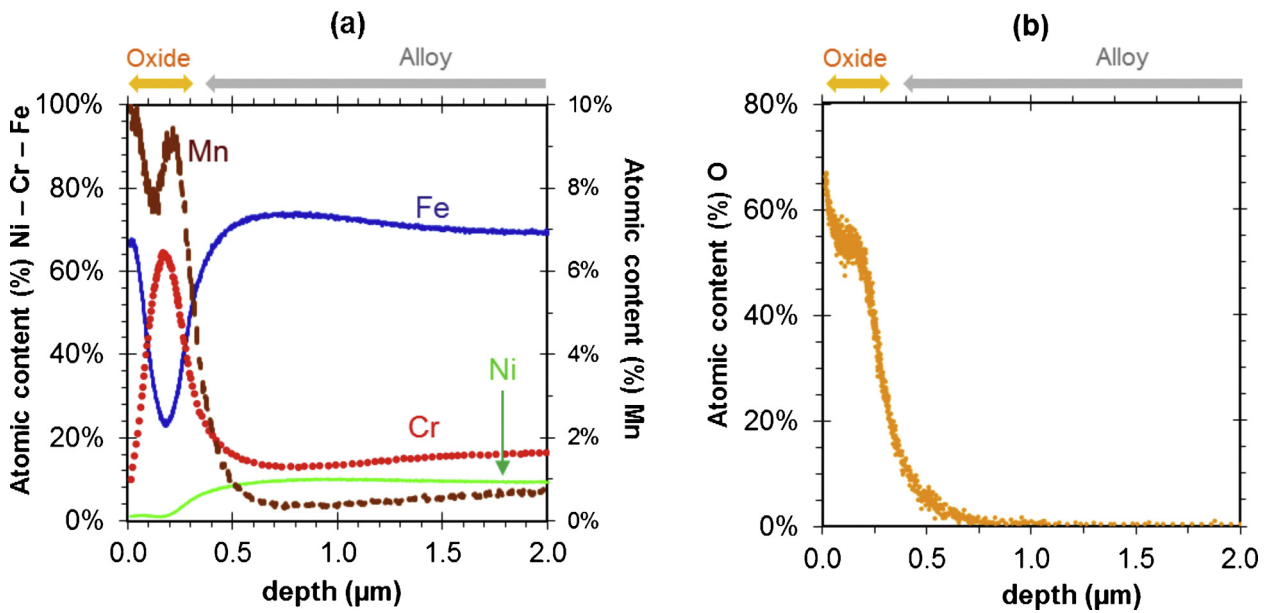 (a)
Oxide
Alloy
Atomic content (%) Ni – Cr – Fe
100%
80%
60%
40%
20%
0%
10%
8%
6%
4%
2%
0%
Atomic content (%) Mn
Mn
Fe
Ni
Cr
0.0
0.5
1.0
1.5
2.0
depth (µm)
(b)
Oxide
Alloy
Atomic content (%) O
80%
60%
40%
20%
0%
0.0
0.5
1.0
1.5
2.0
depth (µm)